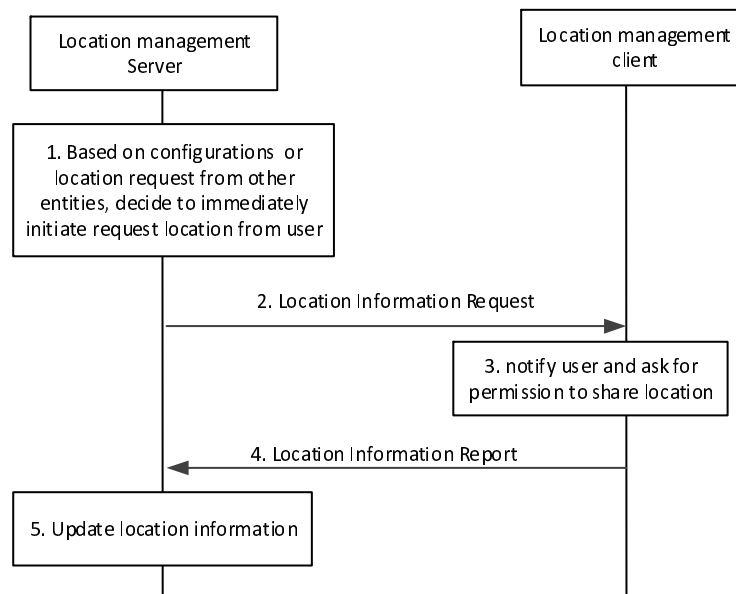 Location management
Server
Location management
client
1. Based on configurations or
location request from other
entities, decide to immediately
initiate request location from user
2. Location Information Request
3. notify user and ask for
permission to share location
4. Location Information Report
5. Update location information